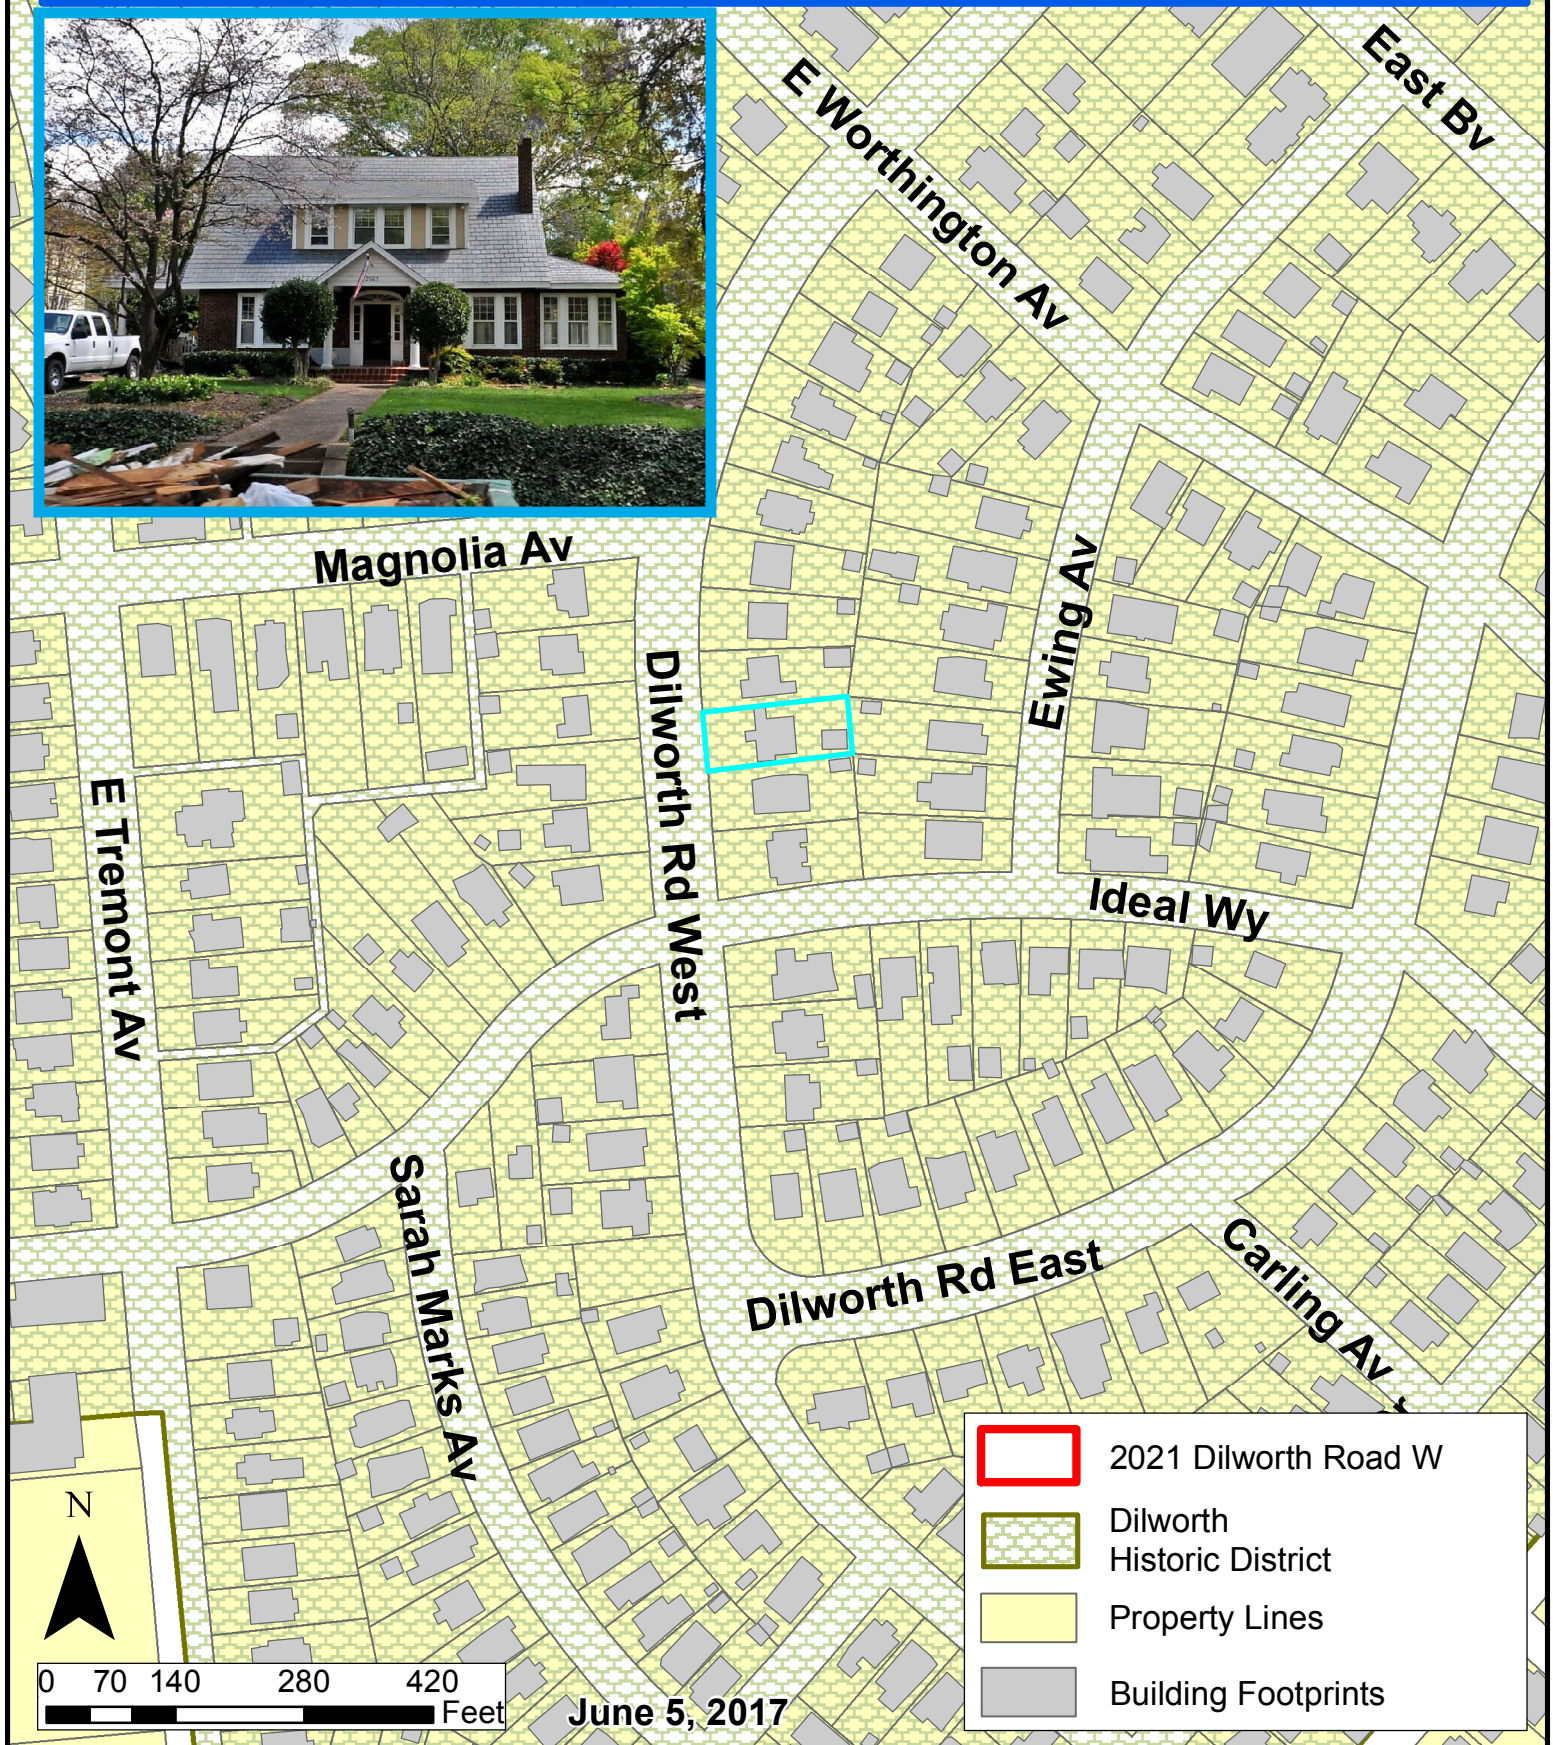 East Bv
E Worthington Av
2021
Magnolia Av
Ewing Av
Dilworth Rd West
E Tremont Av
Ideal Wy
Sarah Marks Av
Dilworth Rd East
Carling Av
2021 Dilworth Road W
Dilworth
Historic District
Property Lines
Building Footprints
N
0 70 140 280 420
Feet
June 5, 2017